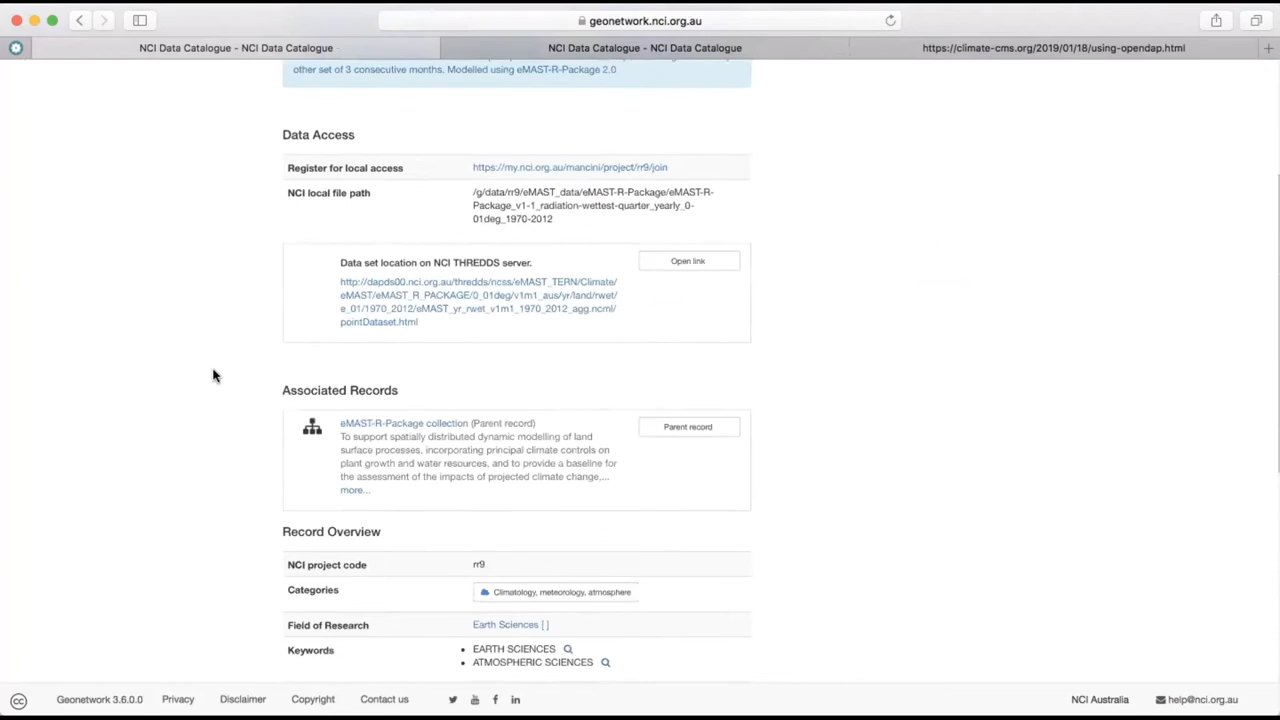 geonetwork.nci.org.au
NCI Data Catalogue - NCI Data Catalogue
NCI Data Catalogue - NCI Data Catalogue
https://climate-cms.org/2019/01/18/using-opendap.html
other set of 3 consecutive months. Modelled using eMAST-R-Package 2.0
Data Access
Register for local access
https://my.nci.org.au/mancini/project/rr9/join
NCI local file path
/g/data/rr9/eMAST_data/eMAST-R-Package/eMAST-R-
Package_v1-1_radiation-wettest-quarter_yearly_0-
01deg_1970-2012
Data set location on NCI THREDDS server.
Open link
http://dapds00.nci.org.au/thredds/ncss/eMAST_TERN/Climate/
eMAST/eMAST_R_PACKAGE/0_01deg/v1m1_aus/yr/land/rwet/
e_01/1970_2012/eMAST_yr_rwet_v1m1_1970_2012_agg.ncml/
pointDataset.html
Associated Records
eMAST-R-Package collection (Parent record)
Parent record
To support spatially distributed dynamic modelling of land
surface processes, incorporating principal climate controls on
plant growth and water resources, and to provide a baseline for
the assessment of the impacts of projected climate change,...
more...
Record Overview
NCI project code
rr9
Categories
Climatology, meteorology, atmosphere
Field of Research
Earth Sciences [ ]
Keywords
• EARTH SCIENCES
• ATMOSPHERIC SCIENCES
cc
Geonetwork 3.6.0.0
Privacy
Disclaimer
Copyright
Contact us
NCI Australia
help@nci.org.au